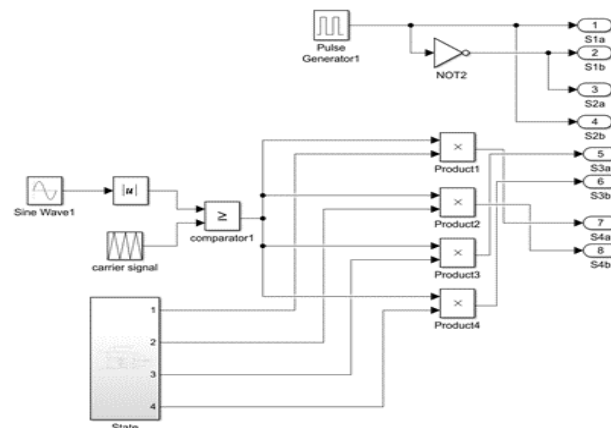 Pulse
Generator1
NOT2
1
S1a
2
S1b
3
S2a
4
S2b
Sine Wave1
|u|
≥
comparator1
carrier signal
×
Product1
×
Product2
×
Product3
×
Product4
5
S3a
6
S3b
7
S4a
8
S4b
1
2
3
4
State